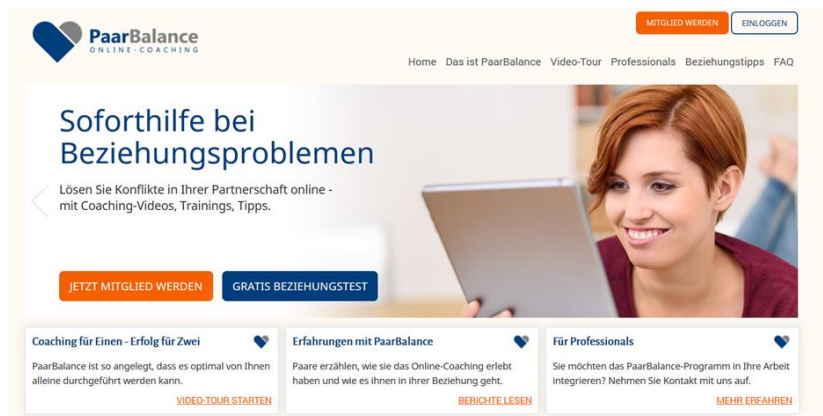 PaarBalance
ONLINE-COACHING
MITGLIED WERDEN
EINLOGGEN
Home Das ist PaarBalance Video-Tour Professionals Beziehungstipps FAQ
Soforthilfe bei
Beziehungsproblemen
Lösen Sie Konflikte in Ihrer Partnerschaft online -
mit Coaching-Videos, Trainings, Tipps.
JETZT MITGLIED WERDEN
GRATIS BEZIEHUNGSTEST
Coaching für Einen - Erfolg für Zwei
PaarBalance ist so angelegt, dass es optimal von Ihnen
alleine durchgeführt werden kann.
VIDEO-TOUR STARTEN
Erfahrungen mit PaarBalance
Paare erzählen, wie sie das Online-Coaching erlebt
haben und wie es ihnen in ihrer Beziehung geht.
BERICHTE LESEN
Für Professionals
Sie möchten das PaarBalance-Programm in Ihre Arbeit
integrieren? Nehmen Sie Kontakt mit uns auf.
MEHR ERFAHREN